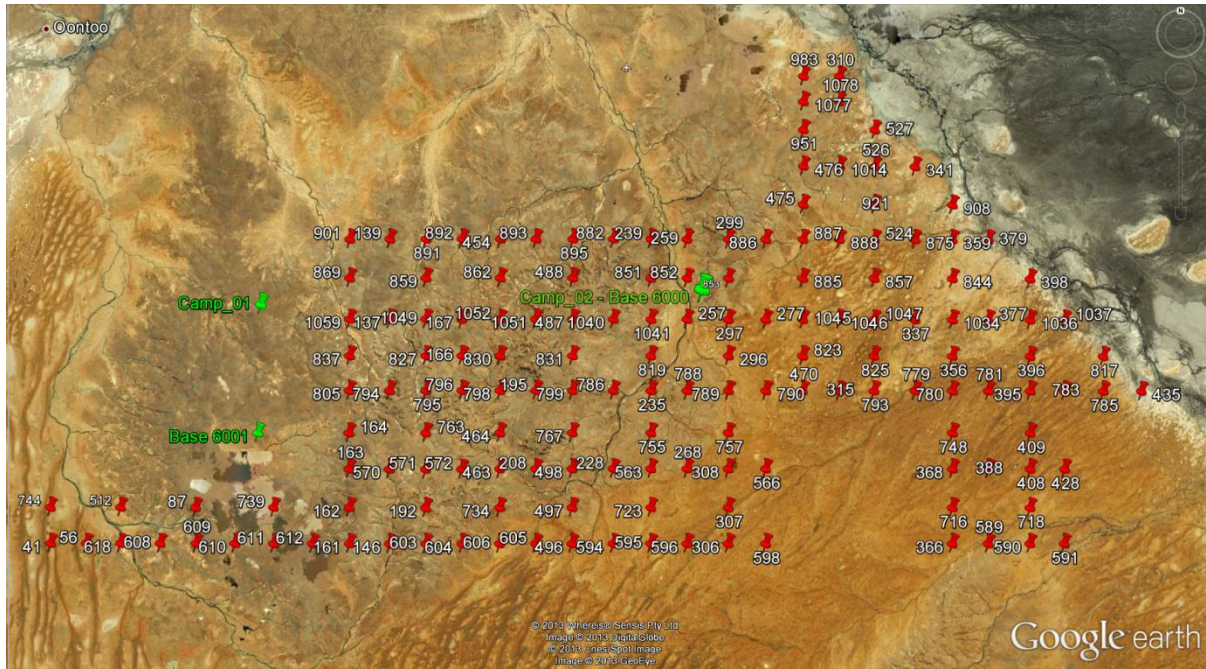 Oontoo
N
983 310
1078
1077
951 527
526
476 1014 341
475 921 908
299
901 139 892 454 893 882 239 259 886 887 888 524 875 359 379
891 895
869 859 862 488 851 852 885 857 844 398
853
Camp_01 Camp_02 - Base 6000
1059 137 1049 167 1052 1051 487 1040 1041 257 297 277 1045 1046 1047 337 1034 377 1036 1037
837 827 166 830 831 819 788 296 823 825 356 396 817
470 779 781
805 794 796 798 195 799 786 235 789 790 315 793 780 395 783 785 435
795
Base 6001 164 763 464 767 755 757 748 409
163 268
570 571 572 463 208 498 228 563 308 566 368 388 408 428
744 512 87 739 162 192 734 497 723 307 716 718
609 589
41 56 618 608 610 611 612 161 146 603 604 606 605 496 594 595 596 306 598 366 590 591
© 2013 Whereis® Sensis Pty Ltd
Image © 2013 DigitalGlobe
© 2013 Cnes/Spot Image
Image © 2013 GeoEye
Google earth